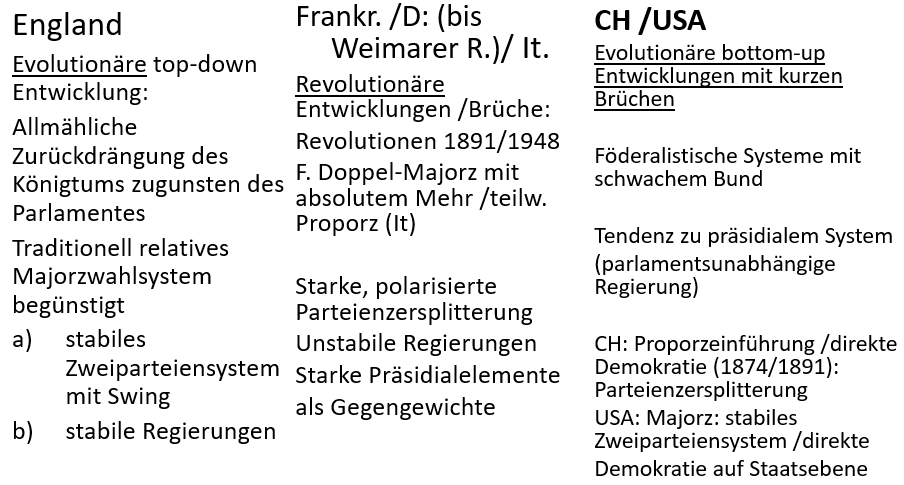 England
Evolutionäre top-down
Entwicklung:
Allmähliche
Zurückdrängung des
Königtums zugunsten des
Parlamentes
Traditionell relatives
Majorzwahlsystem
begünstigt
a) stabiles
Zweiparteiensystem
mit Swing
b) stabile Regierungen
Frankr. /D: (bis
Weimarer R.)/ It.
Revolutionäre
Entwicklungen /Brüche:
Revolutionen 1891/1948
F. Doppel-Majorz mit
absolutem Mehr /teilw.
Proporz (It)
Starke, polarisierte
Parteienzersplitterung
Unstabile Regierungen
Starke Präsidialelemente
als Gegengewichte
CH /USA
Evolutionäre bottom-up
Entwicklungen mit kurzen
Brüchen
Föderalistische Systeme mit
schwachem Bund
Tendenz zu präsidialem System
(parlamentsunabhängige
Regierung)
CH: Proporzeinführung /direkte
Demokratie (1874/1891):
Parteienzersplitterung
USA: Majorz: stabiles
Zweiparteiensystem /direkte
Demokratie auf Staatsebene